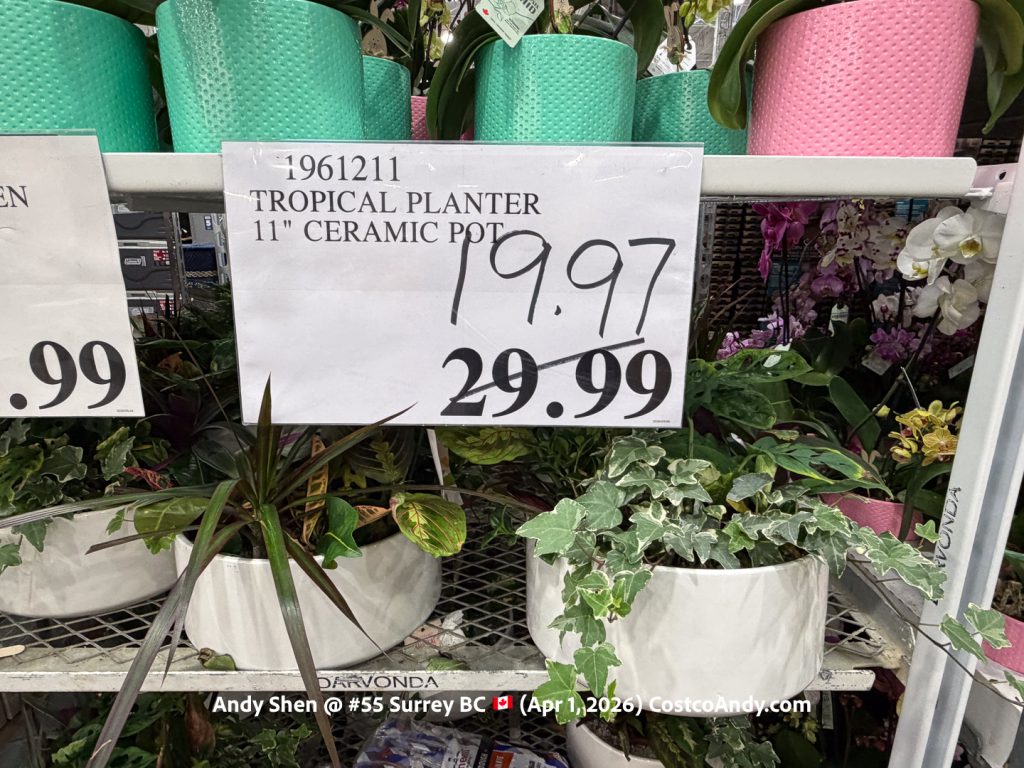 EN
.99
1961211
TROPICAL PLANTER
11" CERAMIC POT
19.97
29.99
DARVONDA
Andy Shen @ #55 Surrey BC 🇨🇦 (Apr 1, 2026) CostcoAndy.com